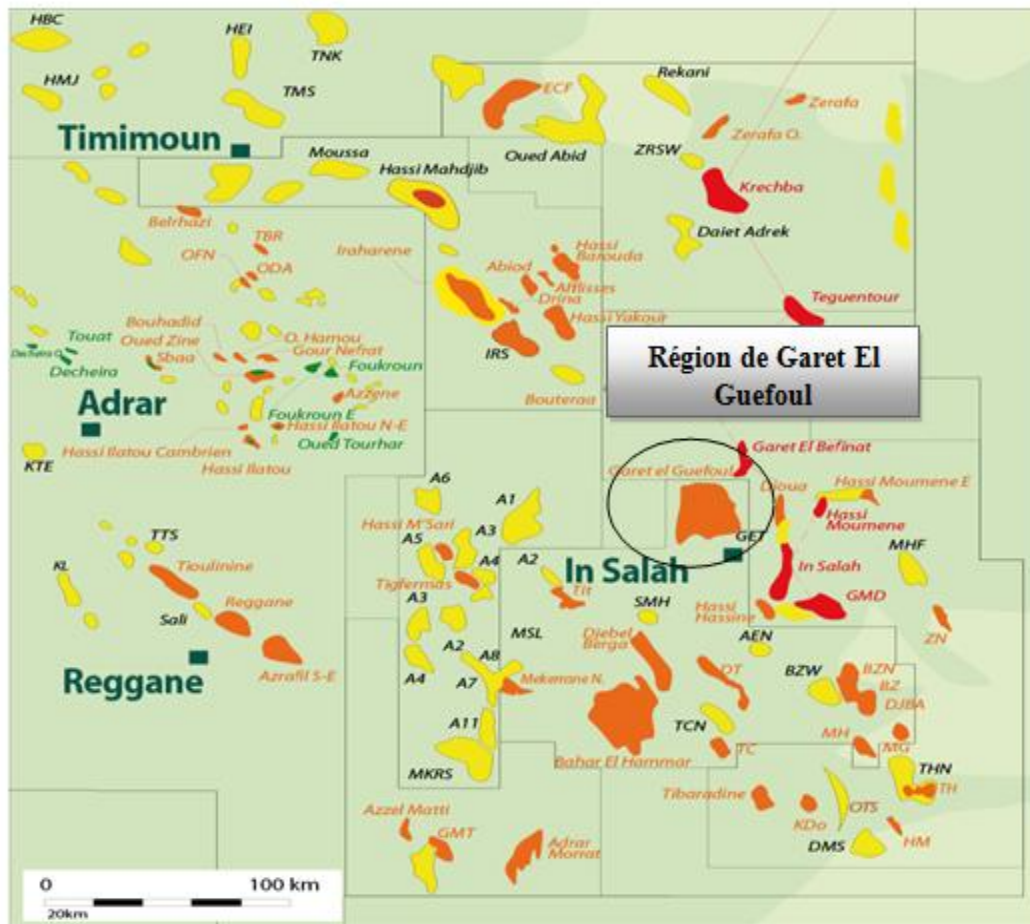 HBC
HEI
TNK
HMJ
TMS
ECF
Rekani
Zerafa
Zerafa O.
Timimoun
Oued Abid
ZRSW
Moussa
Hassi Mahdjib
Krechba
Belrhazi
Daiet Adrek
TBR
OFN
ODA
Iraharene
Abiod
Hassi
Barouda
Afflisses
Drina
Hassi Yakour
Teguentour
Bouhadid
Oued Zine
Sbaa
O. Hamou
Gour Nefrat
Touat
Decheira O.
Decheira
Foukroun
IRS
Région de Garet El
Guefoul
Azzene
Bouteraa
Adrar
Foukroun E
Hassi Ilatou N-E
Oued Tourhar
KTE
Hassi Ilatou Cambrien
Hassi Ilatou
Garet El Befinat
Garet el Guefoul
A6
A1
Djoua
Hassi Moumene E
Hassi
Moumene
Hassi M'Sari
A5
A3
A4
GET
MHF
TTS
KL
Tioulinine
A2
In Salah
In Salah
Tigfermas
Tit
GMD
Reggane
Sali
A3
SMH
Hassi
Hassine
MSL
Djebel
Berga
AEN
ZN
Reggane
Azrafil S-E
A2
A8
A4
A7
Mekerrane N.
DT
BZW
BZN
BZ
DJBA
A11
TCN
MKRS
Bahar El Hammar
TC
MH
MG
THN
TH
Azzel Matti
GMT
Adrar
Morrat
Tibaradine
KDo
OTS
HM
DMS
0
100 km
20km